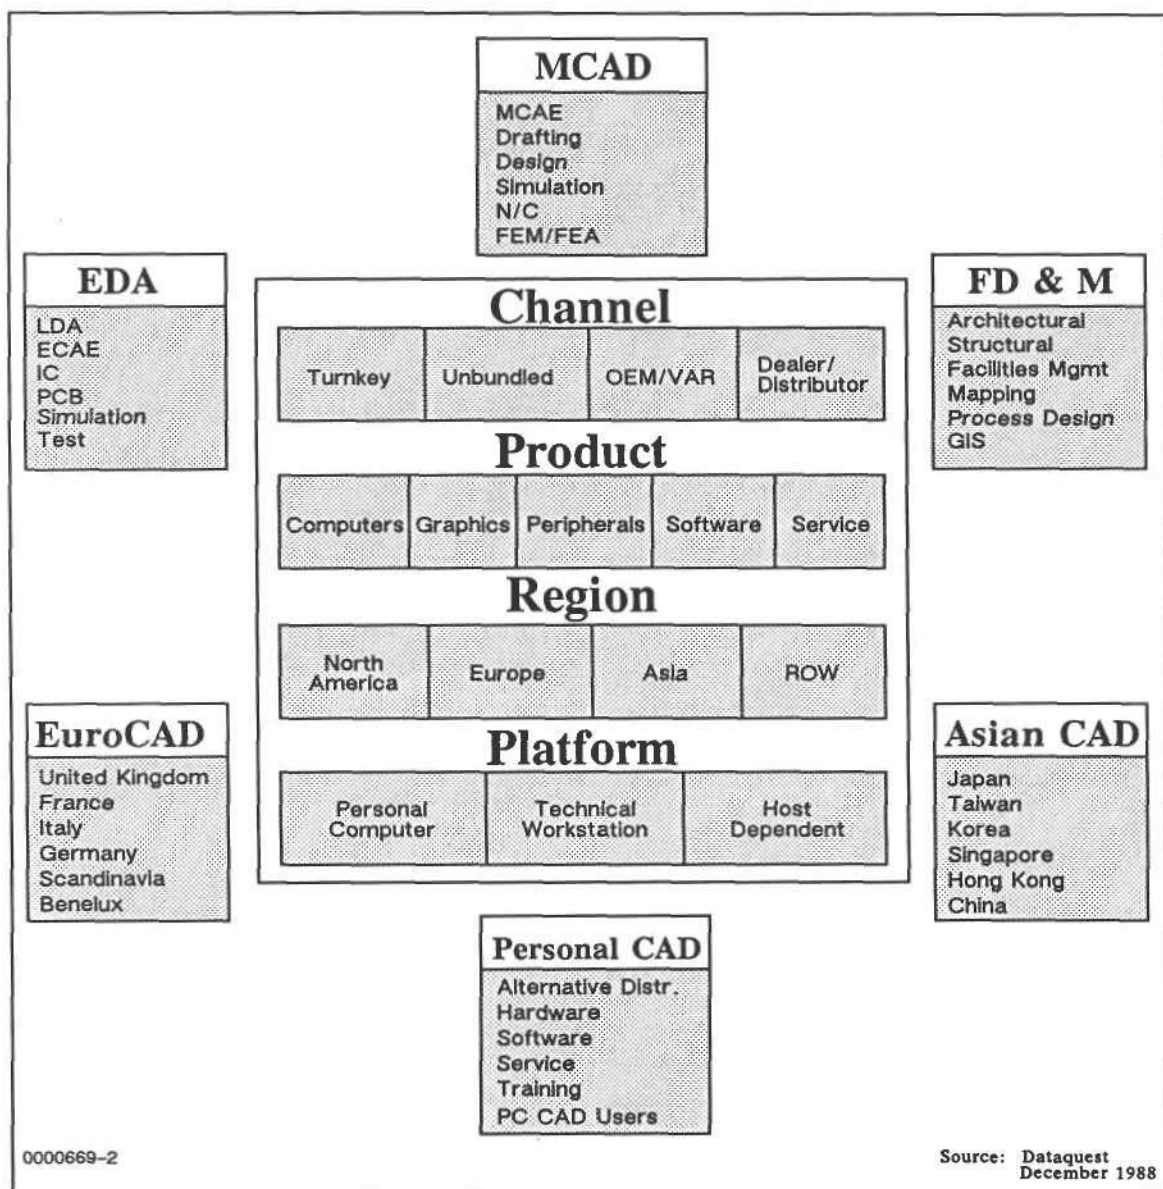 MCAD
MCAE
Drafting
Design
Simulation
N/C
FEM/FEA
EDA
LDA
ECAE
IC
PCB
Simulation
Test
FD & M
Architectural
Structural
Facilities Mgmt
Mapping
Process Design
GIS
Channel
Turnkey
Unbundled
OEM/VAR
Dealer/
Distributor
Product
Computers
Graphics
Peripherals
Software
Service
Region
North
America
Europe
Asia
ROW
Platform
Personal
Computer
Technical
Workstation
Host
Dependent
EuroCAD
United Kingdom
France
Italy
Germany
Scandinavia
Benelux
Asian CAD
Japan
Taiwan
Korea
Singapore
Hong Kong
China
Personal CAD
Alternative Distr.
Hardware
Software
Service
Training
PC CAD Users
0000669-2
Source: Dataquest
December 1988